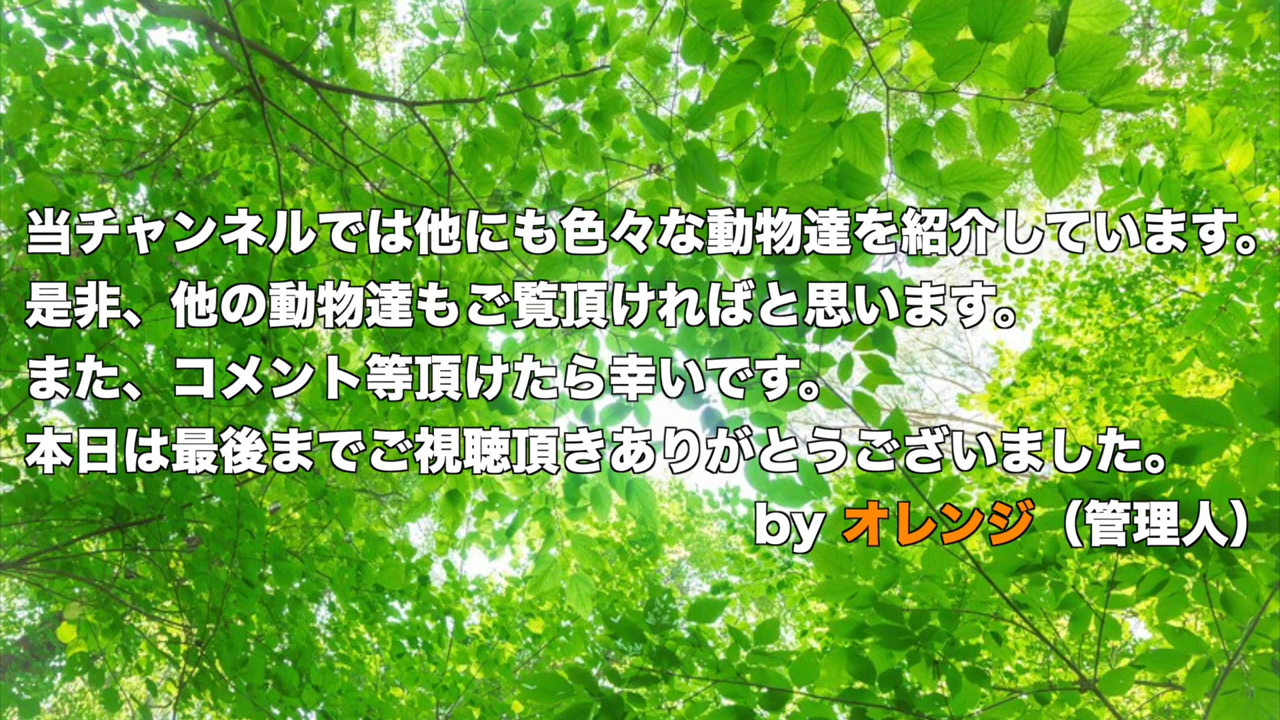 当チャンネルでは他にも色々な動物達を紹介しています。
是非、他の動物達もご覧頂ければと思います。
また、コメント等頂けたら幸いです。
本日は最後までご視聴頂きありがとうございました。
by オレンジ（管理人）